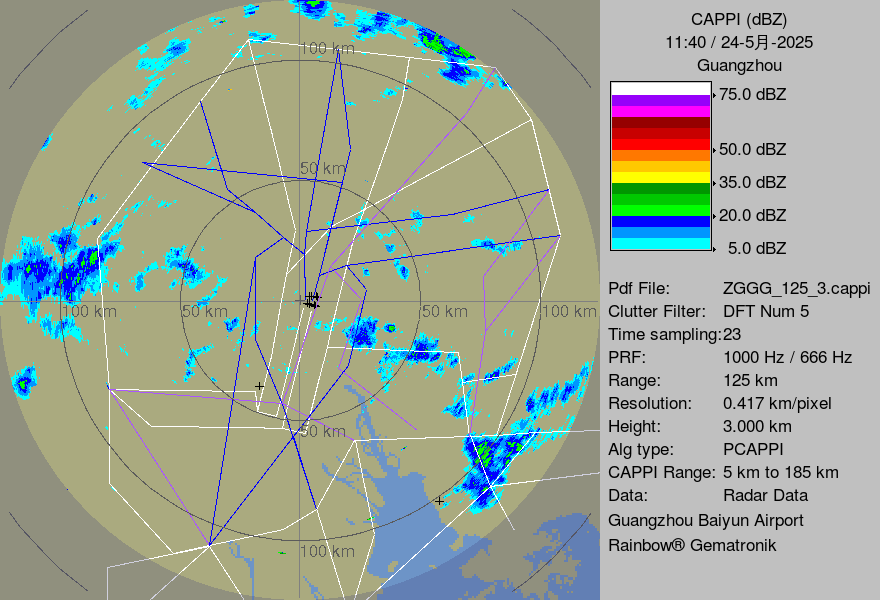 CAPPI (dBZ)
11:40 / 24-5月-2025
Guangzhou
75.0 dBZ
50.0 dBZ
35.0 dBZ
20.0 dBZ
5.0 dBZ
100 km
50 km
100 km
50 km
50 km
100 km
50 km
100 km
Pdf File: ZGGG_125_3.cappi
Clutter Filter: DFT Num 5
Time sampling:23
PRF: 1000 Hz / 666 Hz
Range: 125 km
Resolution: 0.417 km/pixel
Height: 3.000 km
Alg type: PCAPPI
CAPPI Range: 5 km to 185 km
Data: Radar Data
Guangzhou Baiyun Airport
Rainbow® Gematronik